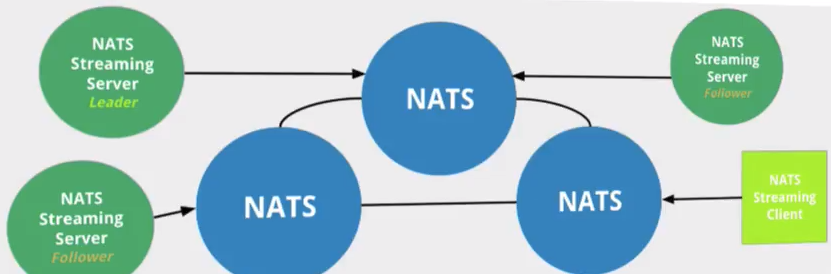 NATS
Streaming
Server
Leader
NATS
NATS
Streaming
Server
Follower
NATS
Streaming
Server
Follower
NATS
NATS
NATS
Streaming
Client